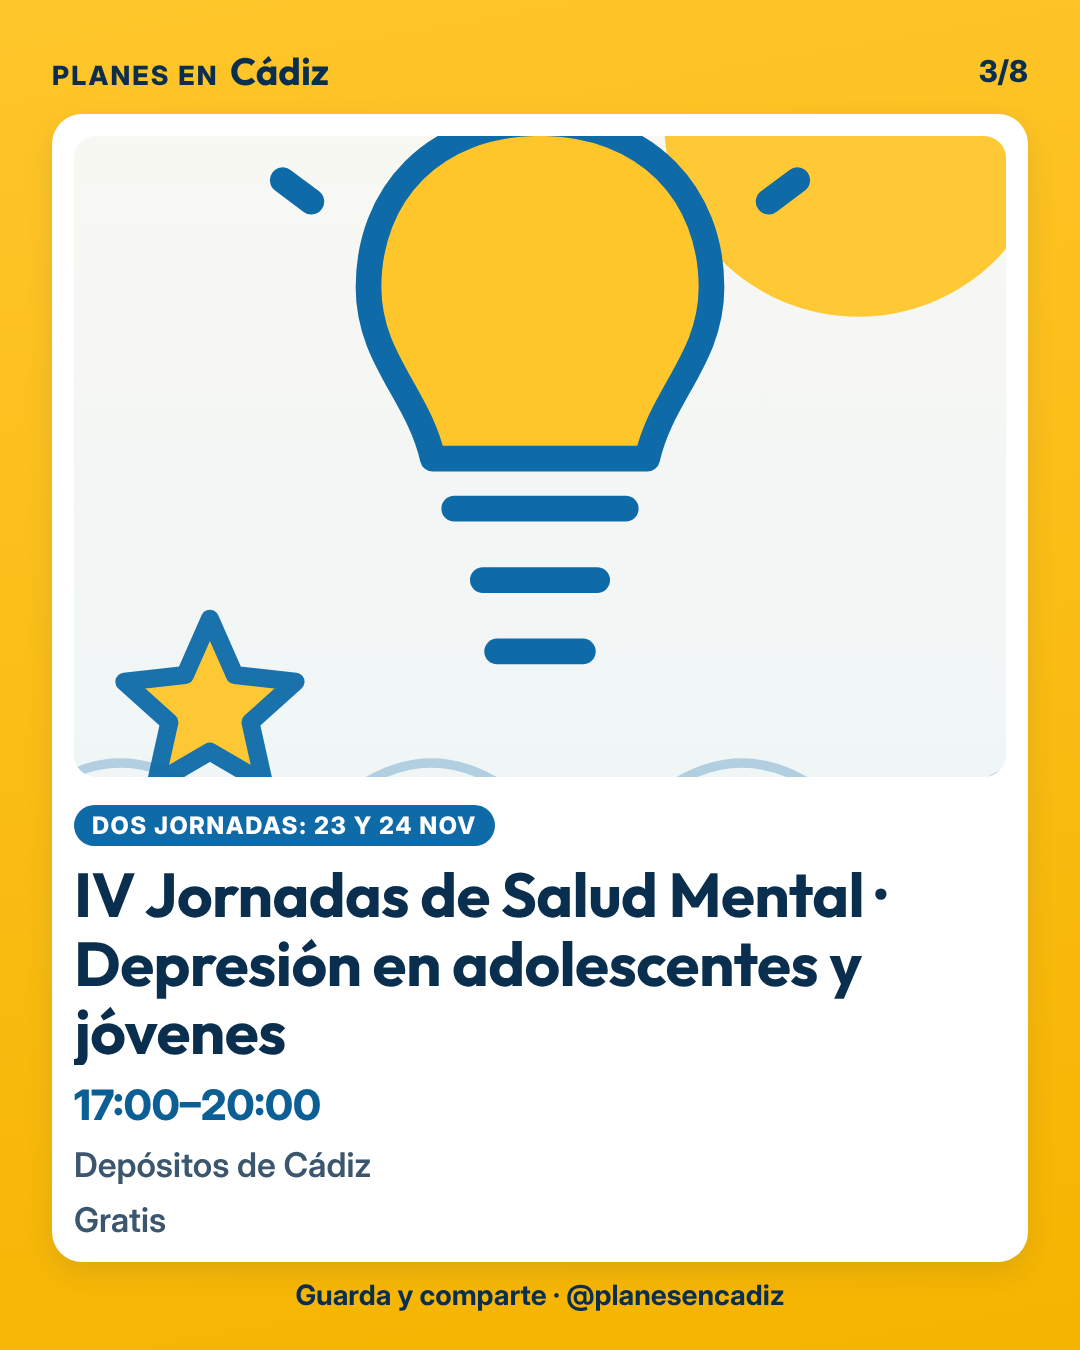 PLANES EN Cádiz
3/8
DOS JORNADAS: 23 Y 24 NOV
IV Jornadas de Salud Mental ·
Depresión en adolescentes y
jóvenes
17:00–20:00
Depósitos de Cádiz
Gratis
Guarda y comparte · @planesencadiz